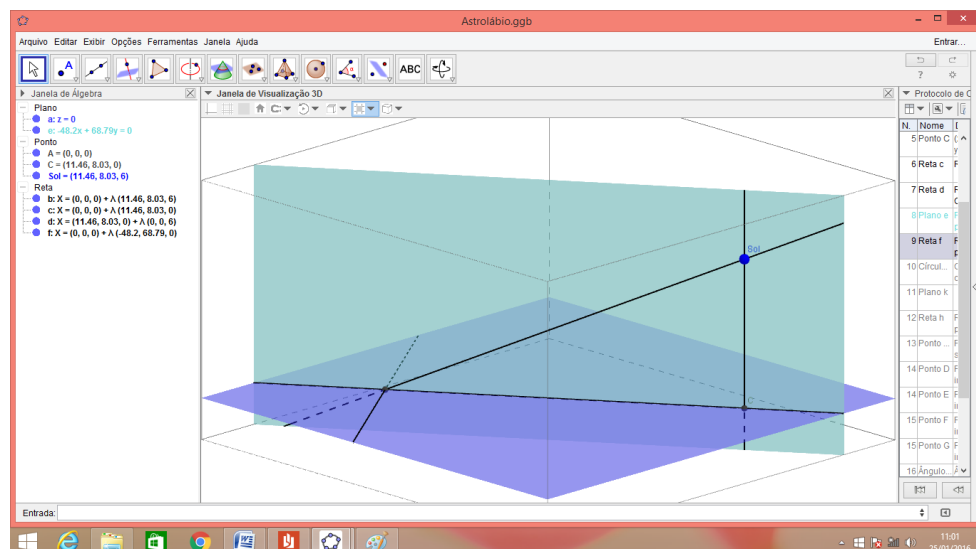 Astrolábio.ggb
Arquivo Editar Exibir Opções Ferramentas Janela Ajuda
Entrar...
ABC
?
Janela de Álgebra
Plano
a: z = 0
e: -48.2x + 68.79y = 0
Ponto
A = (0, 0, 0)
C = (11.46, 8.03, 0)
Sol = (11.46, 8.03, 6)
Reta
b: X = (0, 0, 0) + λ (11.46, 8.03, 6)
c: X = (0, 0, 0) + λ (11.46, 8.03, 0)
d: X = (11.46, 8.03, 0) + λ (0, 0, 6)
f: X = (0, 0, 0) + λ (-48.2, 68.79, 0)
Janela de Visualização 3D
Sol
C
Protocolo de C
N. Nome
5 Ponto C
6 Reta c
7 Reta d
8 Plano e
9 Reta f
10 Círcul...
11 Plano k
12 Reta h
13 Ponto ...
14 Ponto D
14 Ponto E
15 Ponto F
15 Ponto G
16 Ângulo...
Entrada:
11:01
25/01/2016